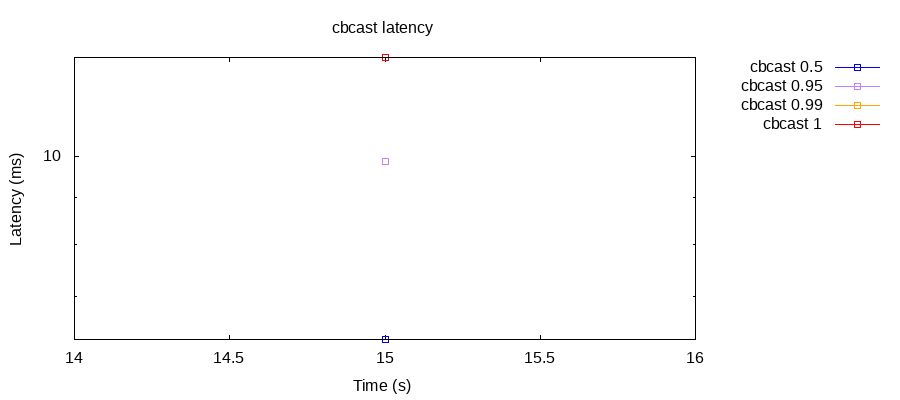 cbcast latency
cbcast 0.5
cbcast 0.95
cbcast 0.99
cbcast 1
10
Latency (ms)
14 14.5 15 15.5 16
Time (s)